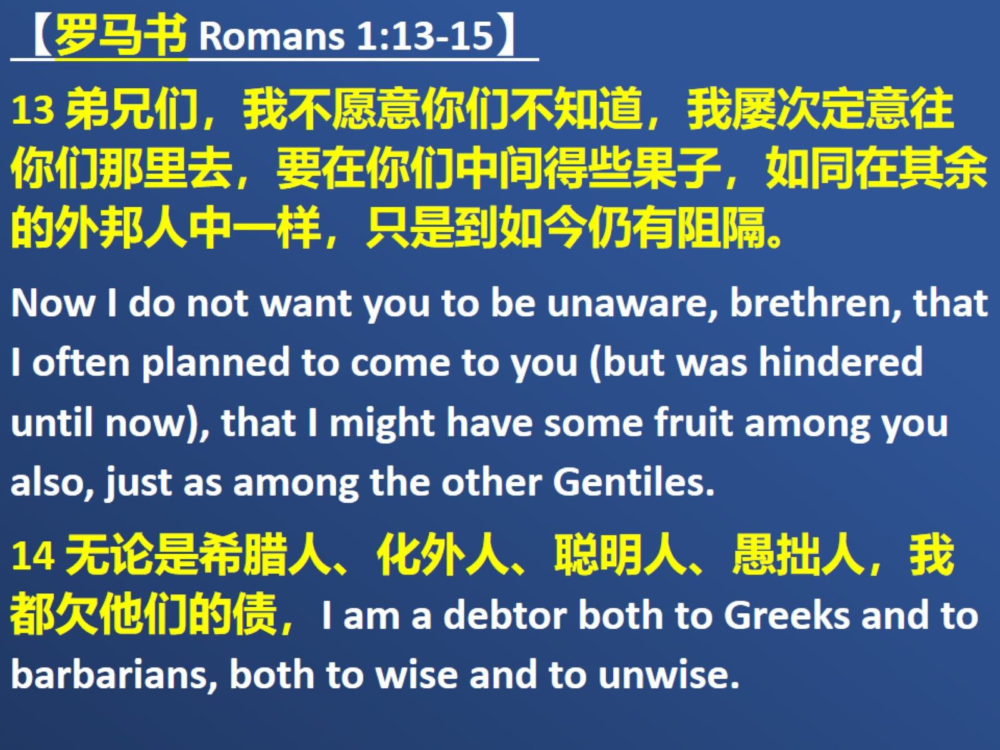 【罗马书 Romans 1:13-15】
13 弟兄们，我不愿意你们不知道，我屡次定意往
你们那里去，要在你们中间得些果子，如同在其余
的外邦人中一样，只是到如今仍有阻隔。
Now I do not want you to be unaware, brethren, that
I often planned to come to you (but was hindered
until now), that I might have some fruit among you
also, just as among the other Gentiles.
14 无论是希腊人、化外人、聪明人、愚拙人，我
都欠他们的债，I am a debtor both to Greeks and to
barbarians, both to wise and to unwise.